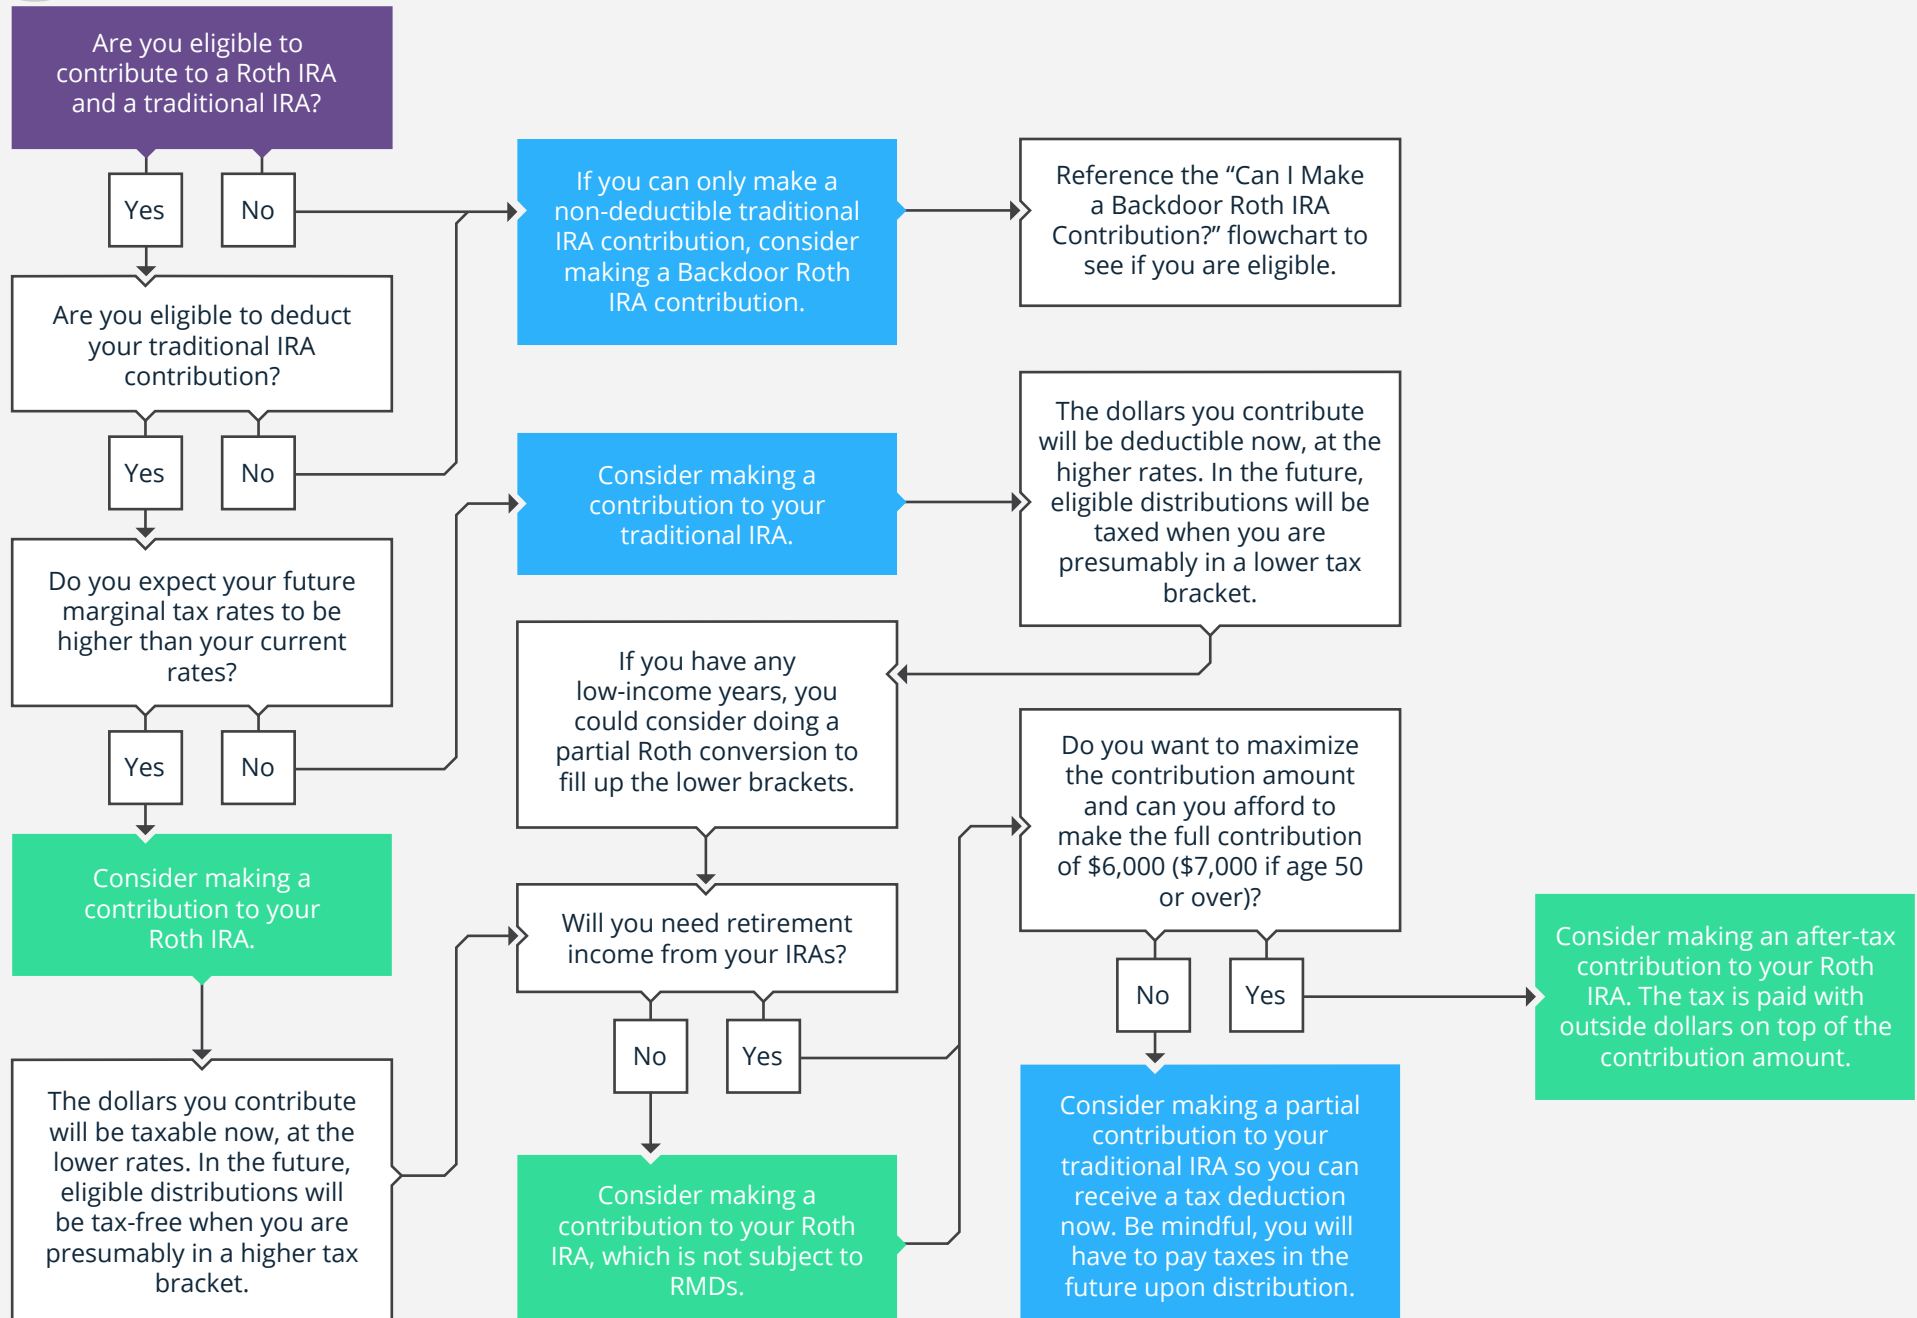 Are you eligible to
contribute to a Roth IRA
and a traditional IRA?
Yes
No
If you can only make a
non-deductible traditional
IRA contribution, consider
making a Backdoor Roth
IRA contribution.
Reference the “Can I Make
a Backdoor Roth IRA
Contribution?” flowchart to
see if you are eligible.
Are you eligible to deduct
your traditional IRA
contribution?
Yes
No
Do you expect your future
marginal tax rates to be
higher than your current
rates?
Yes
No
Consider making a
contribution to your
traditional IRA.
The dollars you contribute
will be deductible now, at the
higher rates. In the future,
eligible distributions will be
taxed when you are
presumably in a lower tax
bracket.
If you have any
low-income years, you
could consider doing a
partial Roth conversion to
fill up the lower brackets.
Consider making a
contribution to your
Roth IRA.
The dollars you contribute
will be taxable now, at the
lower rates. In the future,
eligible distributions will
be tax-free when you are
presumably in a higher tax
bracket.
Will you need retirement
income from your IRAs?
No
Yes
Consider making a
contribution to your Roth
IRA, which is not subject to
RMDs.
Do you want to maximize
the contribution amount
and can you afford to
make the full contribution
of $6,000 ($7,000 if age 50
or over)?
No
Yes
Consider making a partial
contribution to your
traditional IRA so you can
receive a tax deduction
now. Be mindful, you will
have to pay taxes in the
future upon distribution.
Consider making an after-tax
contribution to your Roth
IRA. The tax is paid with
outside dollars on top of the
contribution amount.